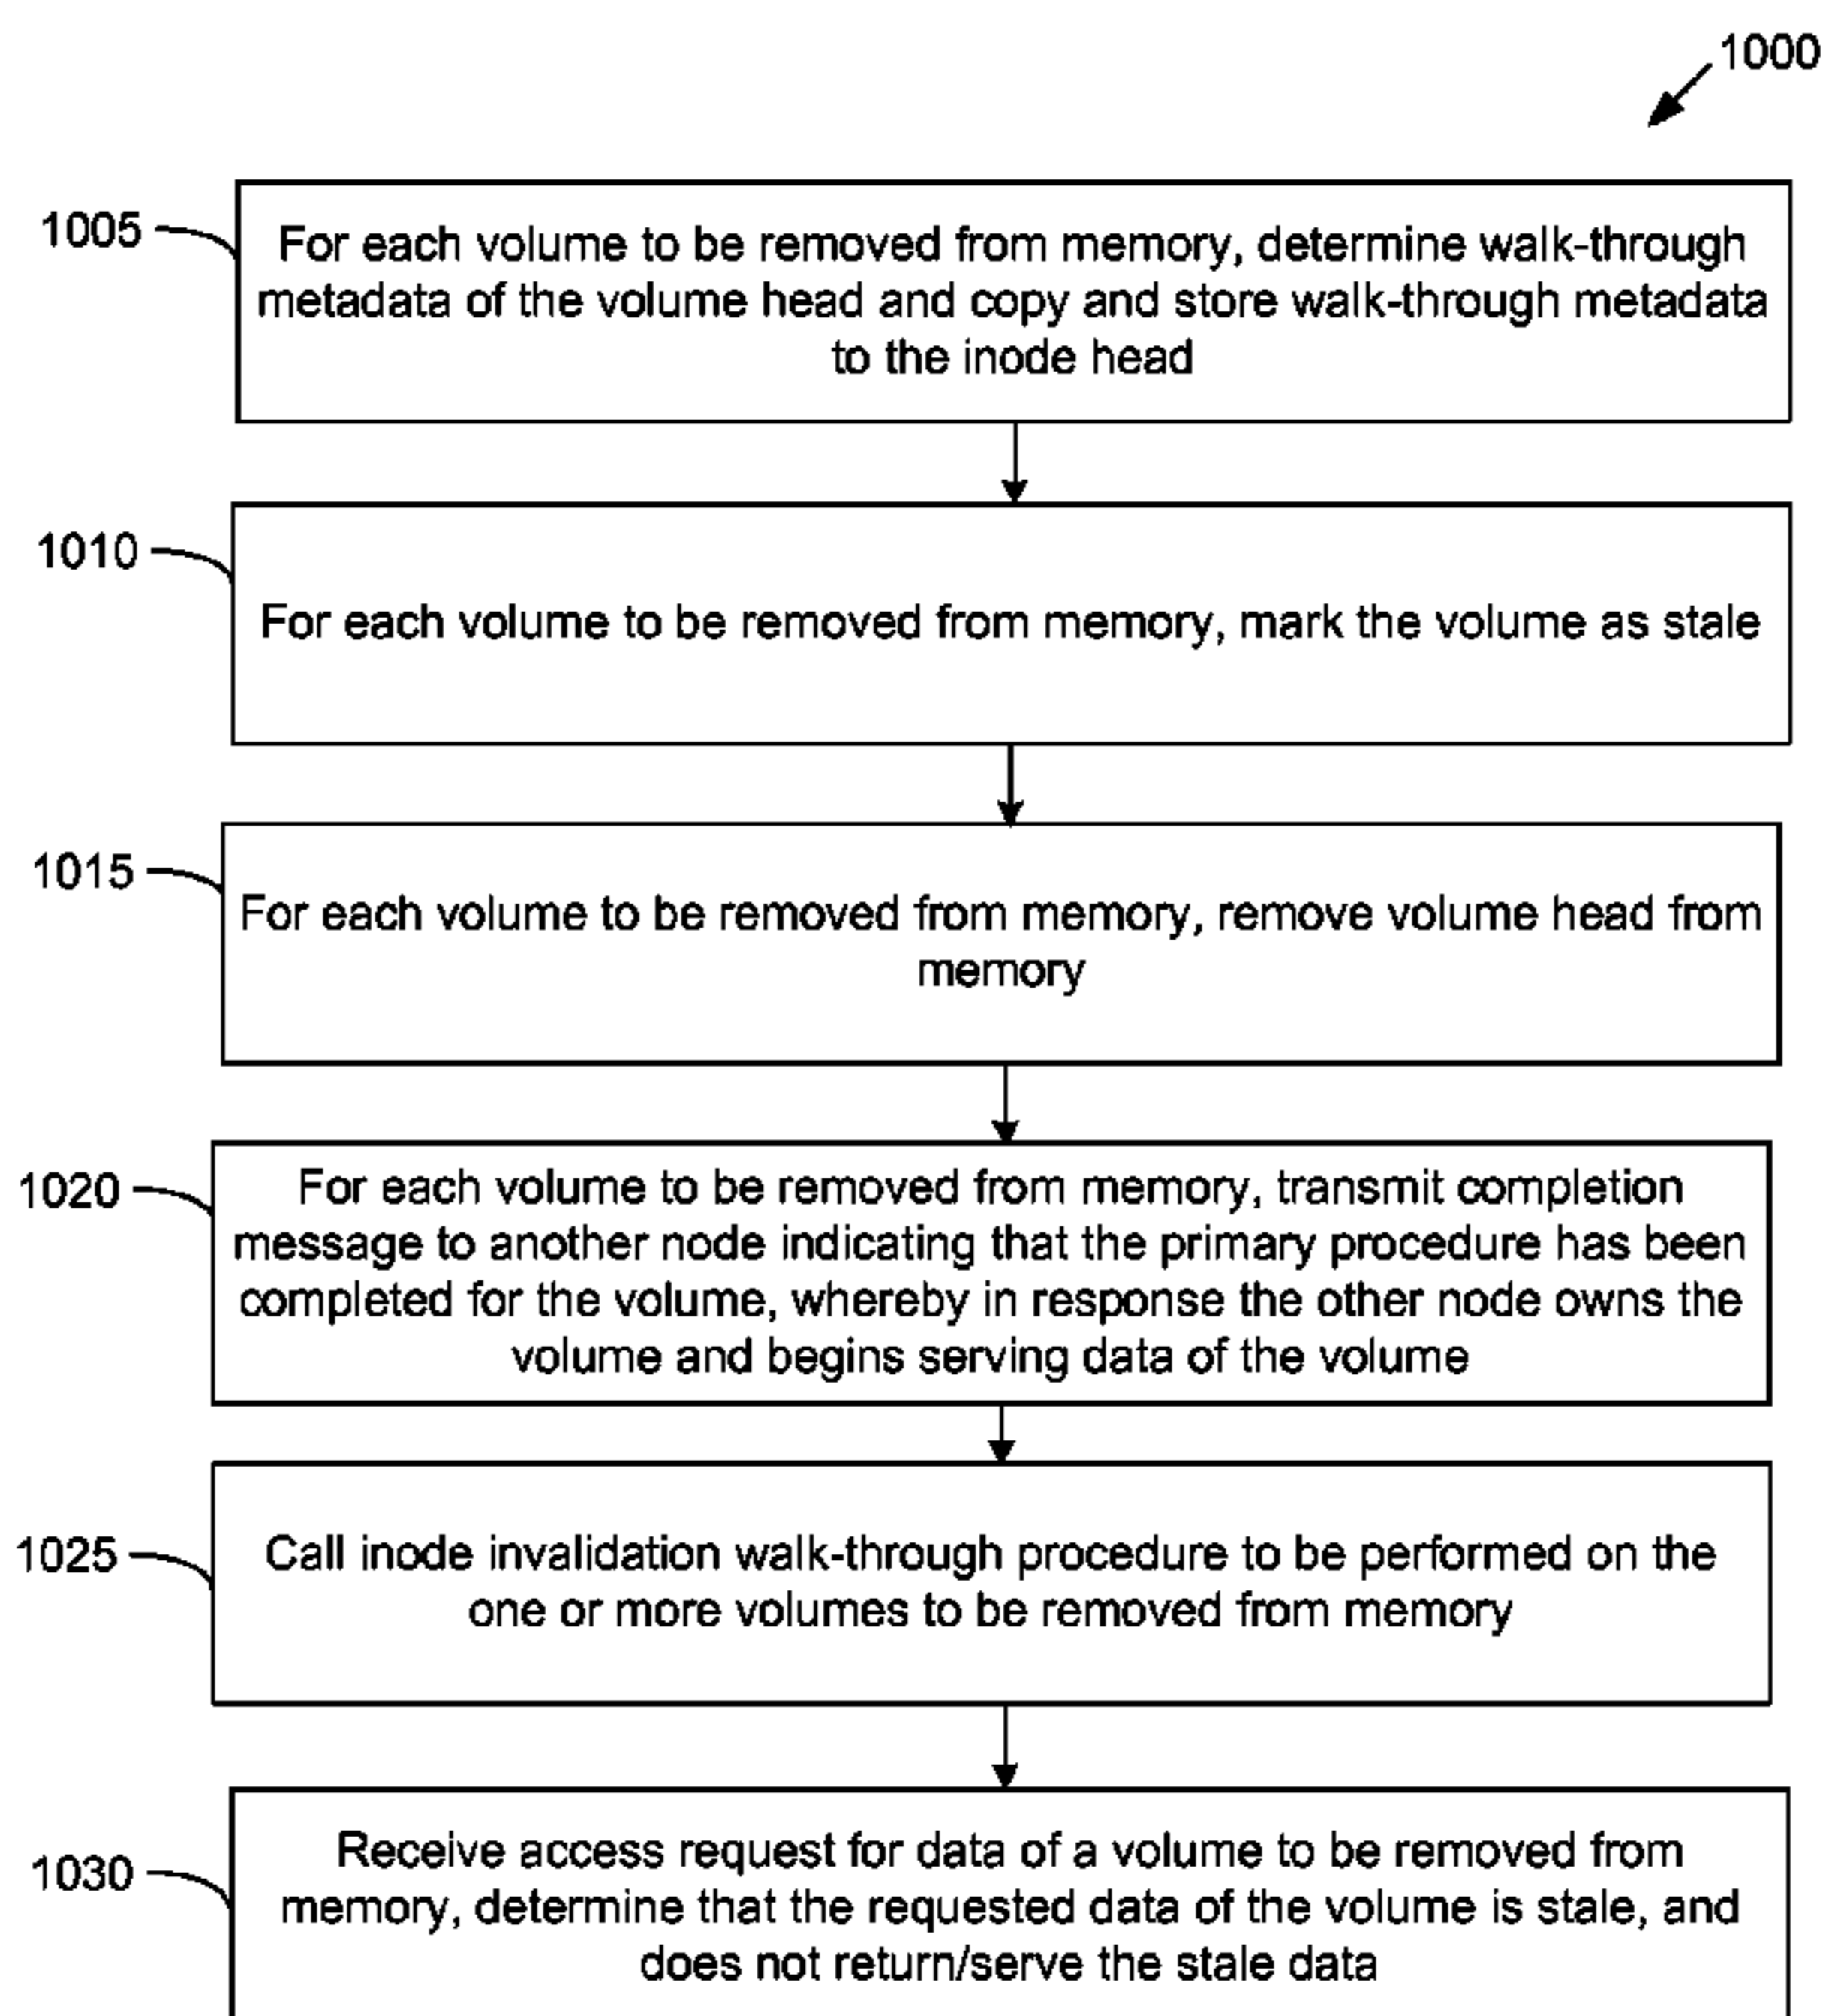 1000
1005
For each volume to be removed from memory, determine walk-through
metadata of the volume head and copy and store walk-through metadata
to the inode head
1010
For each volume to be removed from memory, mark the volume as stale
1015
For each volume to be removed from memory, remove volume head from
memory
1020
For each volume to be removed from memory, transmit completion
message to another node indicating that the primary procedure has been
completed for the volume, whereby in response the other node owns the
volume and begins serving data of the volume
1025
Call inode invalidation walk-through procedure to be performed on the
one or more volumes to be removed from memory
1030
Receive access request for data of a volume to be removed from
memory, determine that the requested data of the volume is stale, and
does not return/serve the stale data